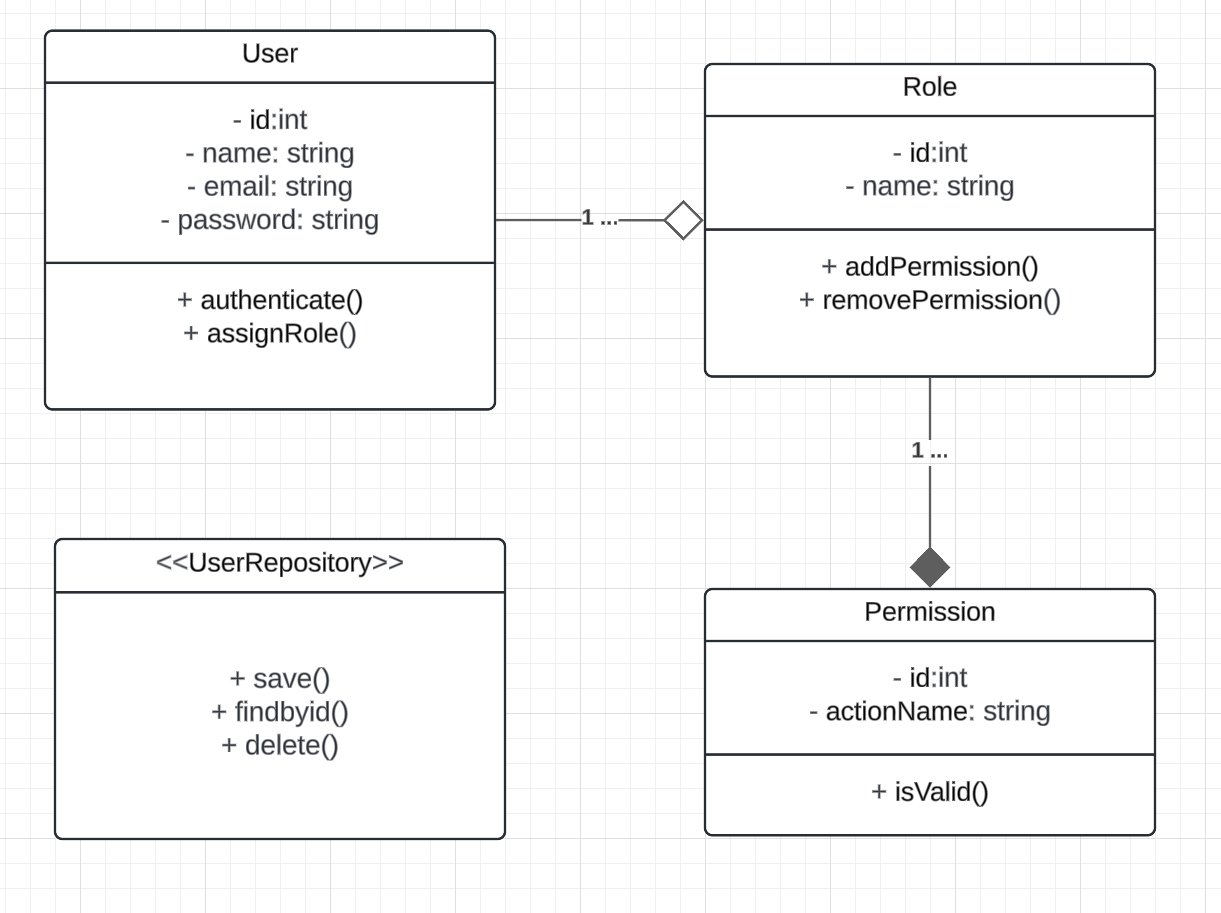 User
- id:int
- name: string
- email: string
- password: string
+ authenticate()
+ assignRole()
1 ...
Role
- id:int
- name: string
+ addPermission()
+ removePermission()
1 ...
<<UserRepository>>
+ save()
+ findbyid()
+ delete()
Permission
- id:int
- actionName: string
+ isValid()